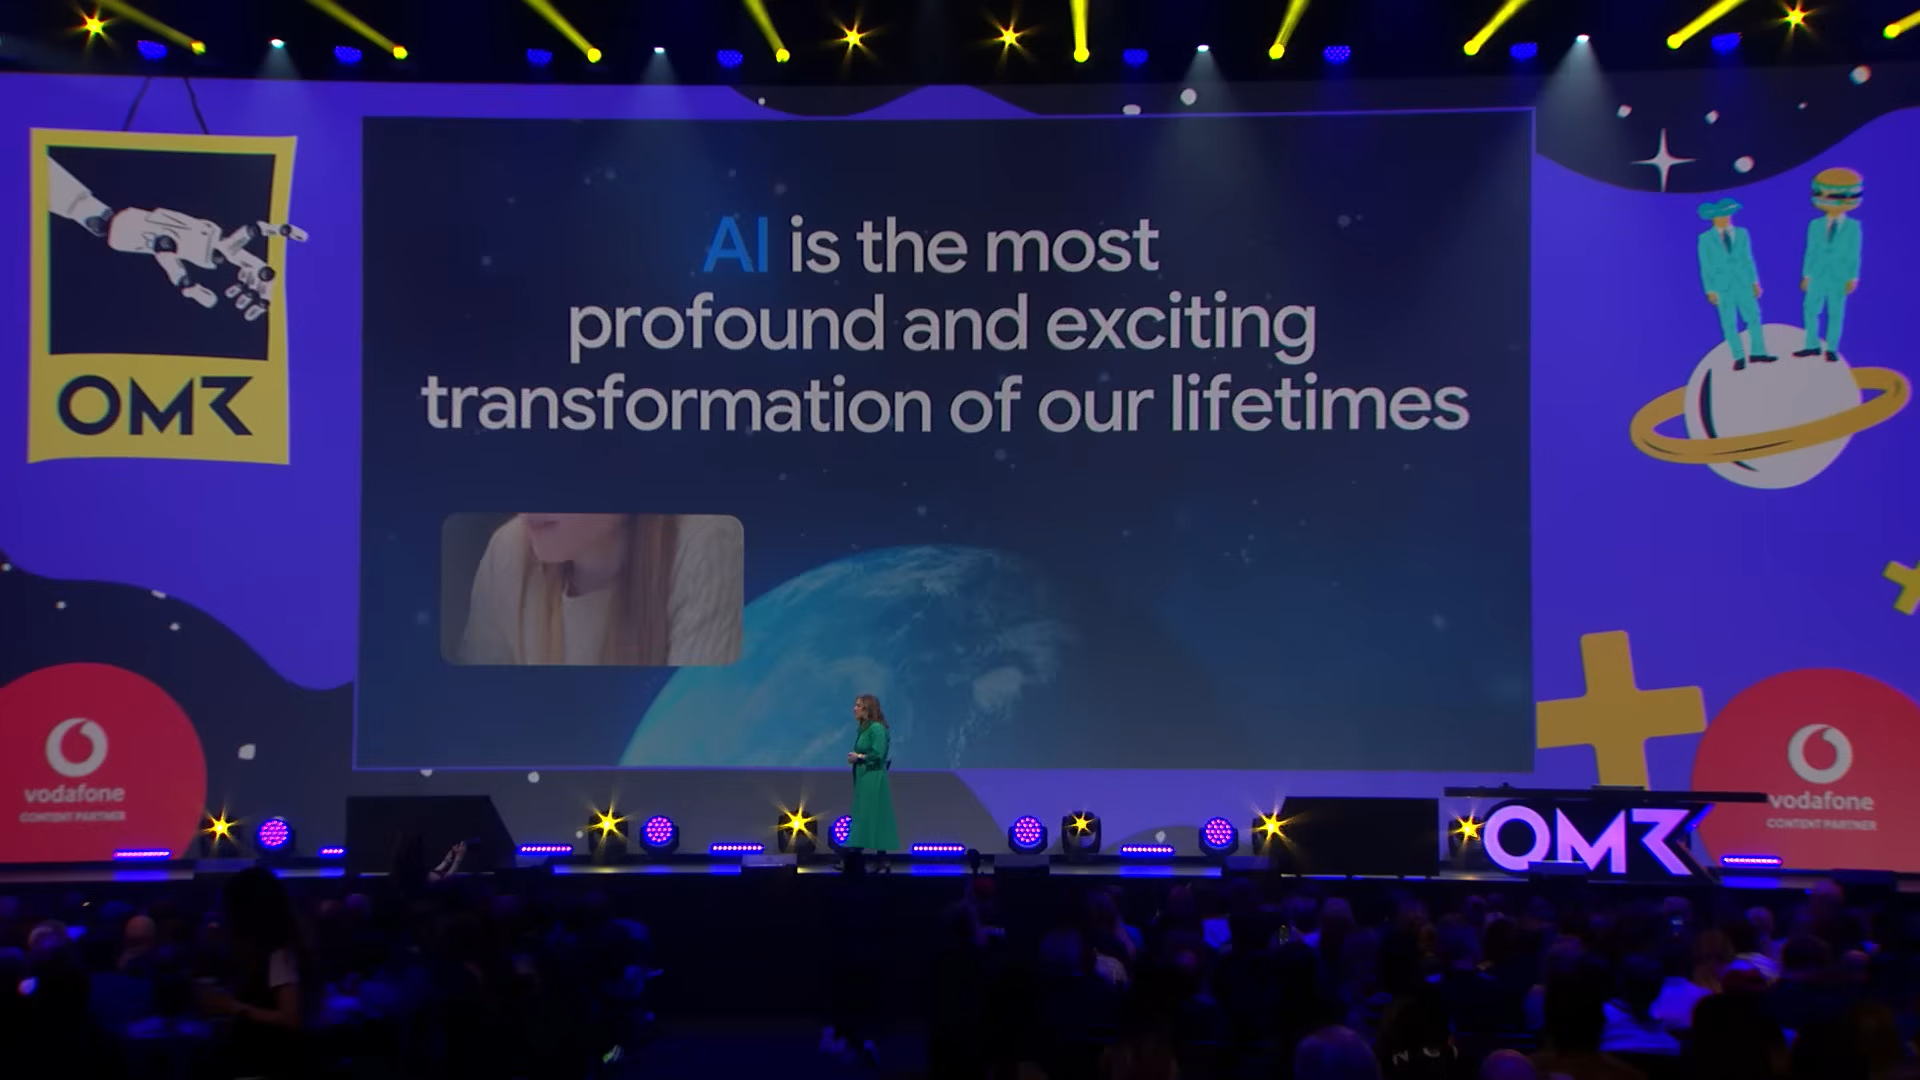 AI is the most
profound and exciting
transformation of our lifetimes
OMR
vodafone
CONTENT PARTNER
OMR
vodafone
CONTENT PARTNER